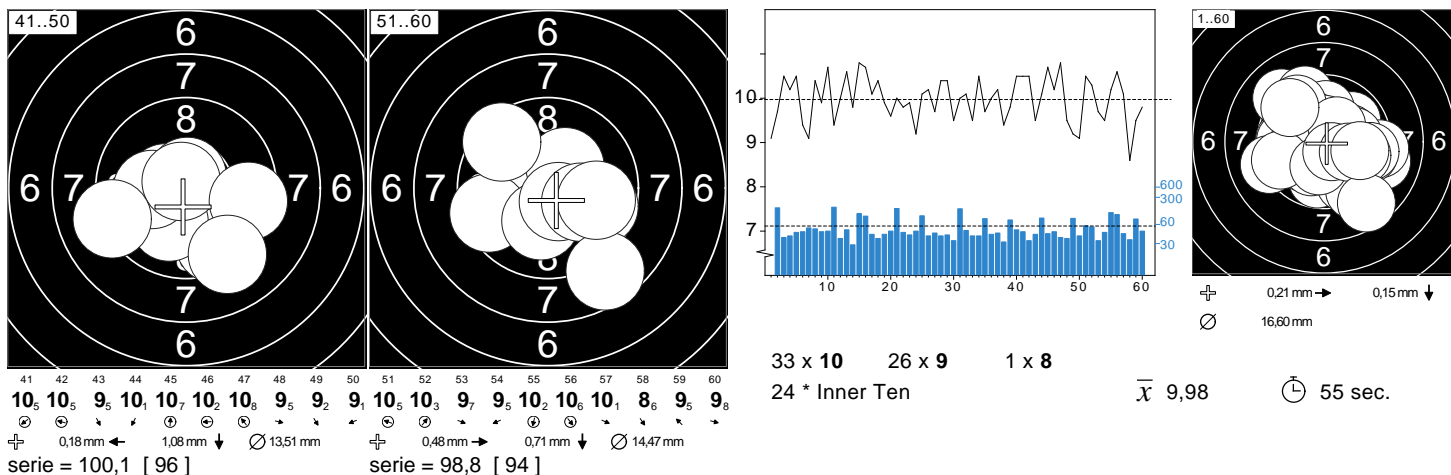 41..50
6
7
8
6 7 7 6
7
6
41 42 43 44 45 46 47 48 49 50
10₅ 10₅ 9₅ 10₁ 10₇ 10₂ 10₈ 9₅ 9₂ 9₁
0,18 mm 1,08 mm 13,51 mm
serie = 100,1 [ 96 ]
51..60
6
7
8
6 7 7 6
8
7
6
51 52 53 54 55 56 57 58 59 60
10₅ 10₃ 9₇ 9₅ 10₂ 10₆ 10₁ 8₆ 9₅ 9₈
0,48 mm 0,71 mm 14,47 mm
serie = 98,8 [ 94 ]
10
9
8
7
600
300
60
30
10 20 30 40 50 60
33 x 10 26 x 9 1 x 8
24 * Inner Ten x 9,98 55 sec.
1..60
6
7
6 7 7 6
7
6
0,21 mm 0,15 mm
16,60 mm